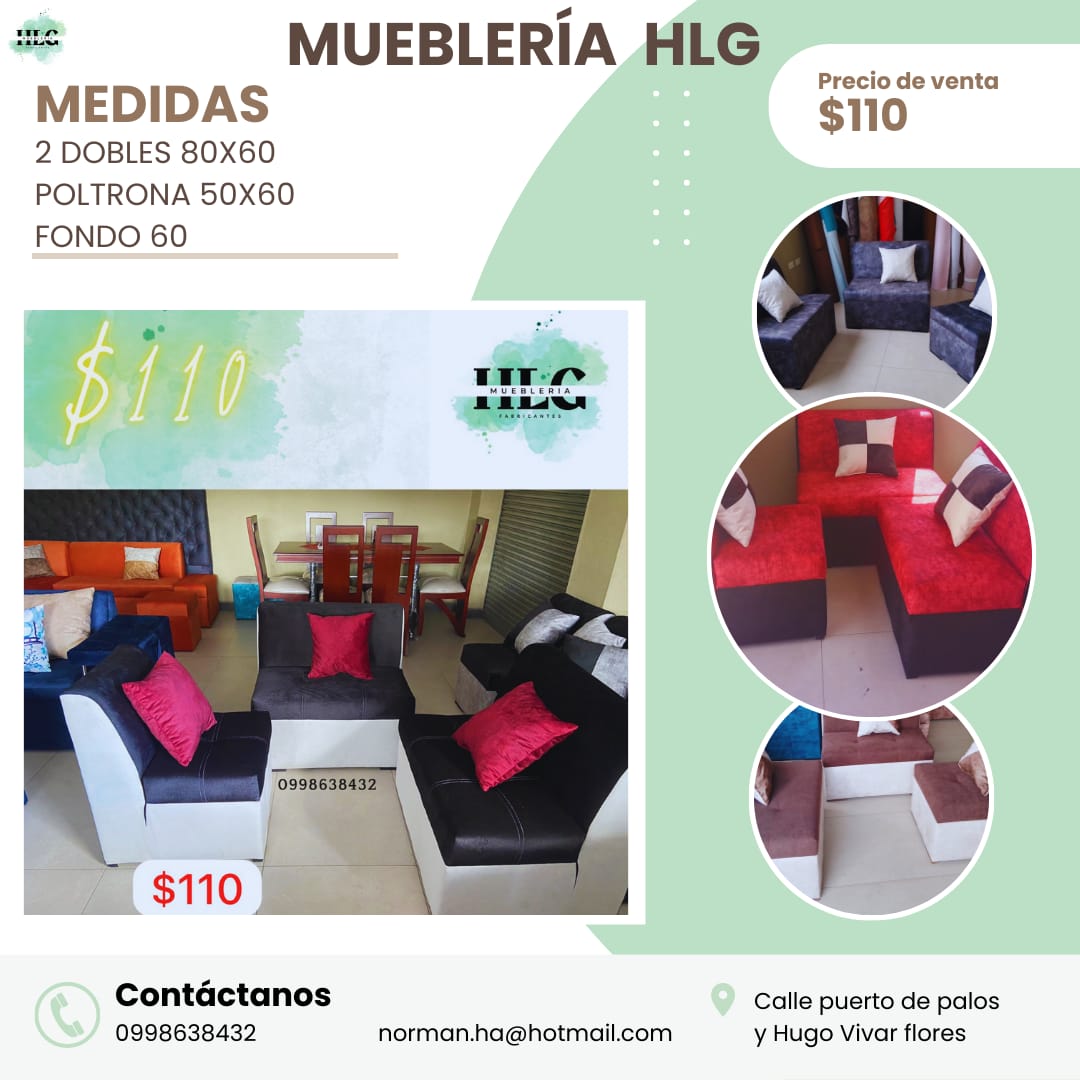 HLG
MUEBLERÍA HLG
MEDIDAS
2 DOBLES 80X60
POLTRONA 50X60
FONDO 60
Precio de venta
$110
$110
HLG
MUEBLERIA
FABRICANTES
0998638432
$110
Contáctanos
0998638432
norman.ha@hotmail.com
Calle puerto de palos
y Hugo Vivar flores